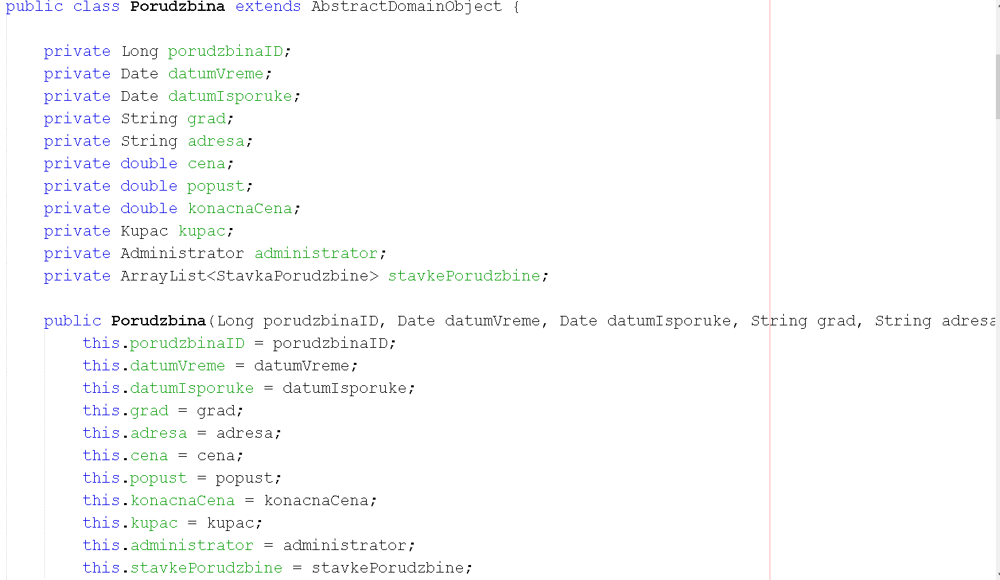 public class Porudzbina extends AbstractDomainObject {
private Long porudzbinaID;
private Date datumVreme;
private Date datumIsporuke;
private String grad;
private String adresa;
private double cena;
private double popust;
private double konacnaCena;
private Kupac kupac;
private Administrator administrator;
private ArrayList<StavkaPorudzbine> stavkePorudzbine;
public Porudzbina(Long porudzbinaID, Date datumVreme, Date datumIsporuke, String grad, String adresa
this.porudzbinaID = porudzbinaID;
this.datumVreme = datumVreme;
this.datumIsporuke = datumIsporuke;
this.grad = grad;
this.adresa = adresa;
this.cena = cena;
this.popust = popust;
this.konacnaCena = konacnaCena;
this.kupac = kupac;
this.administrator = administrator;
this.stavkePorudzbine = stavkePorudzbine;